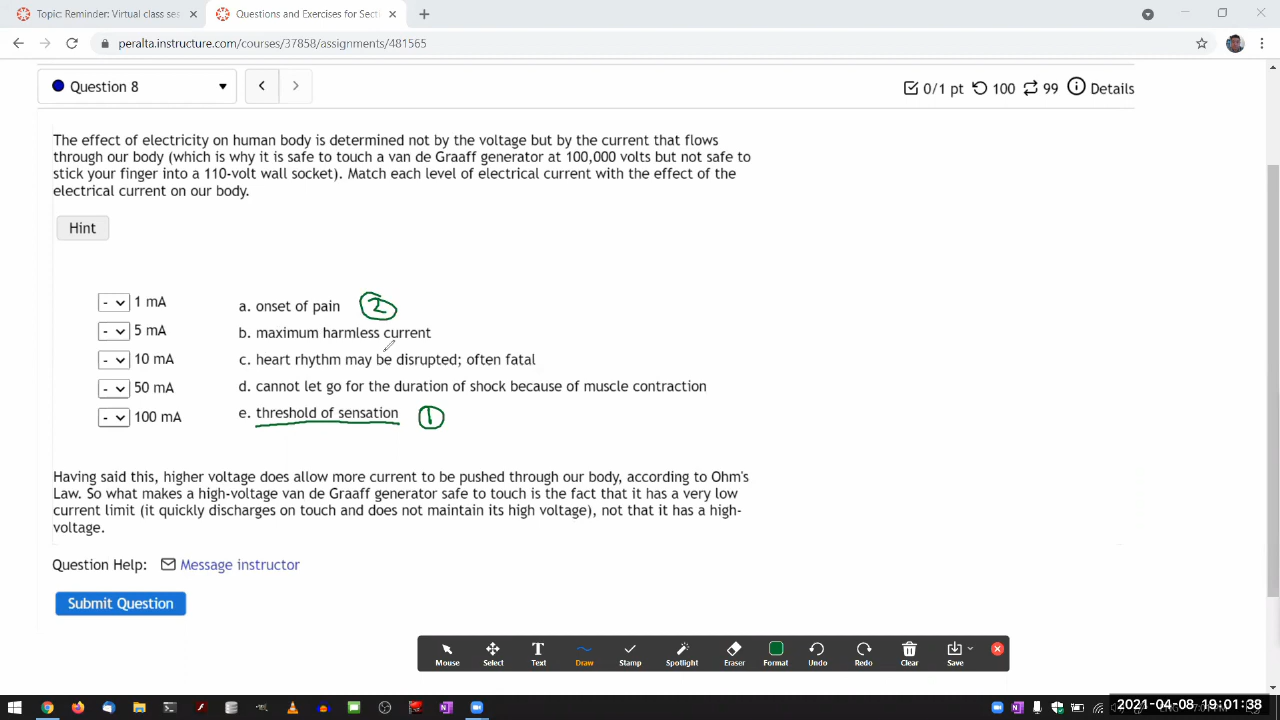 Topic: Reminder: Virtual class ses
Questions and Exercises for Secti
peralta.instructure.com/courses/37858/assignments/481565
Question 8
0/1 pt 100 99 Details
The effect of electricity on human body is determined not by the voltage but by the current that flows
through our body (which is why it is safe to touch a van de Graaff generator at 100,000 volts but not safe to
stick your finger into a 110-volt wall socket). Match each level of electrical current with the effect of the
electrical current on our body.
Hint
- 1 mA
- 5 mA
- 10 mA
- 50 mA
- 100 mA
a. onset of pain 2
b. maximum harmless current
c. heart rhythm may be disrupted; often fatal
d. cannot let go for the duration of shock because of muscle contraction
e. threshold of sensation 1
Having said this, higher voltage does allow more current to be pushed through our body, according to Ohm's
Law. So what makes a high-voltage van de Graaff generator safe to touch is the fact that it has a very low
current limit (it quickly discharges on touch and does not maintain its high voltage), not that it has a high-
voltage.
Question Help: Message instructor
Submit Question
Mouse Select Text Draw Stamp Spotlight Eraser Format Undo Redo Clear Save
2021-04-08 19:01:38